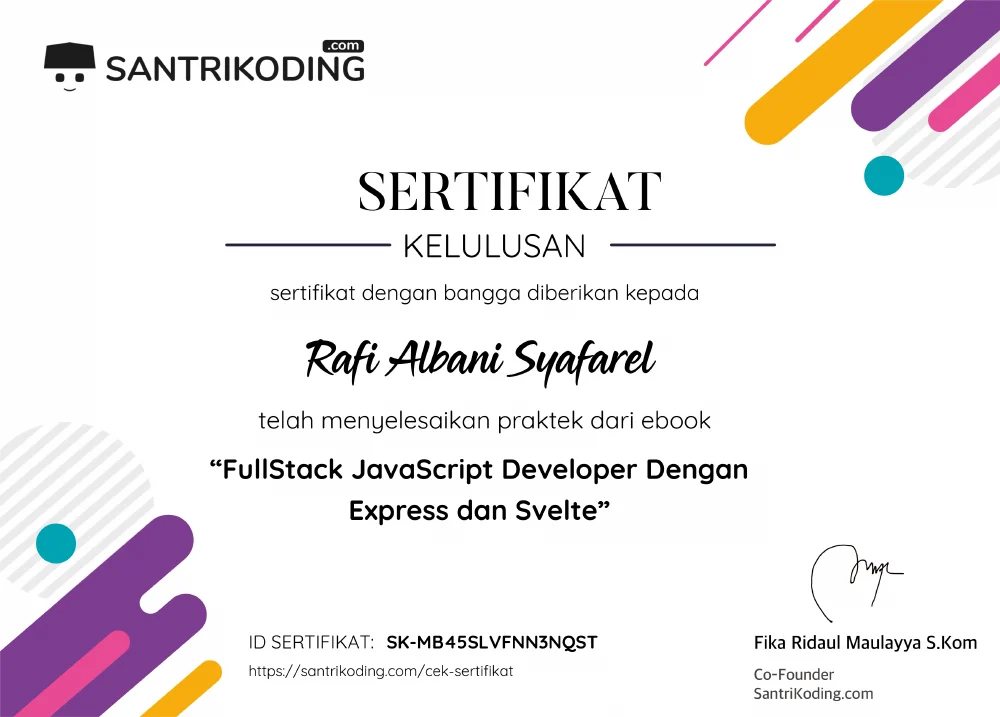 SANTRIKODING .com
SERTIFIKAT
KELULUSAN
sertifikat dengan bangga diberikan kepada
Rafi Albani Syafarel
telah menyelesaikan praktek dari ebook
“FullStack JavaScript Developer Dengan
Express dan Svelte”
ID SERTIFIKAT: SK-MB45SLVFNN3NQST
https://santrikoding.com/cek-sertifikat
Fika Ridaul Maulayya S.Kom
Co-Founder
SantriKoding.com